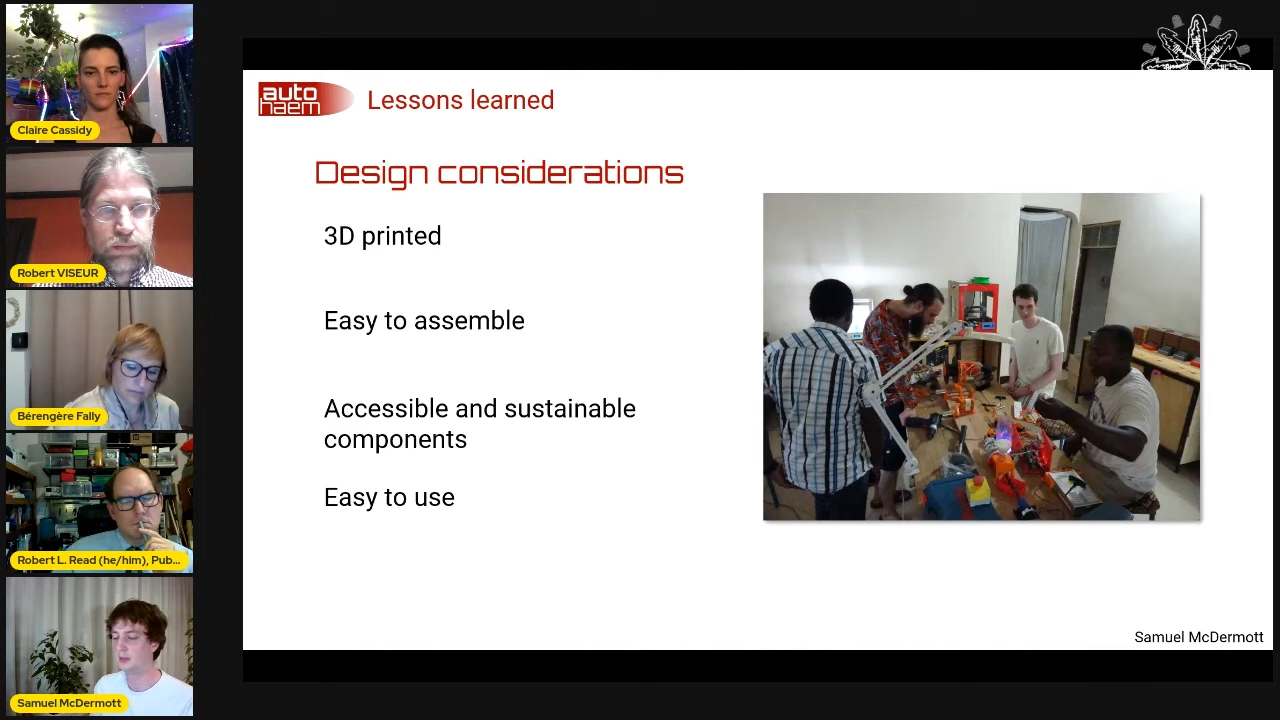 Claire Cassidy
Robert VISEUR
Bérengère Fally
Robert L. Read (he/him), Pub...
Samuel McDermott
auto
haem
Lessons learned
Design considerations
3D printed
Easy to assemble
Accessible and sustainable
components
Easy to use
Samuel McDermott